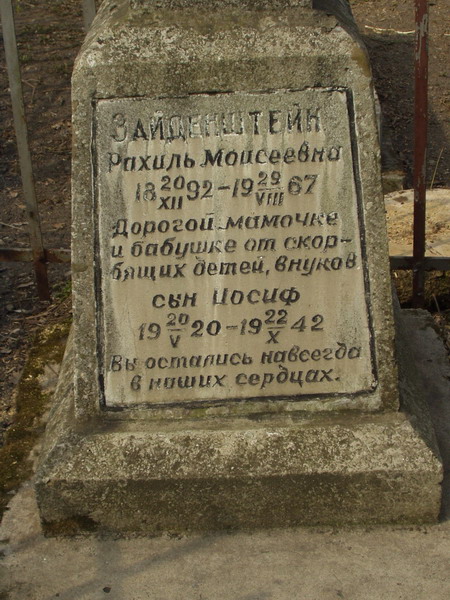 ЗАЙДЕНШТЕЙН
Рахиль Моисеевна
18 20/XII 92 - 19 29/VIII 67
Дорогой мамочке
и бабушке от скор-
бящих детей, внуков
сын Иосиф
19 20/V 20 - 19 22/X 42
Вы остались навсегда
в наших сердцах.